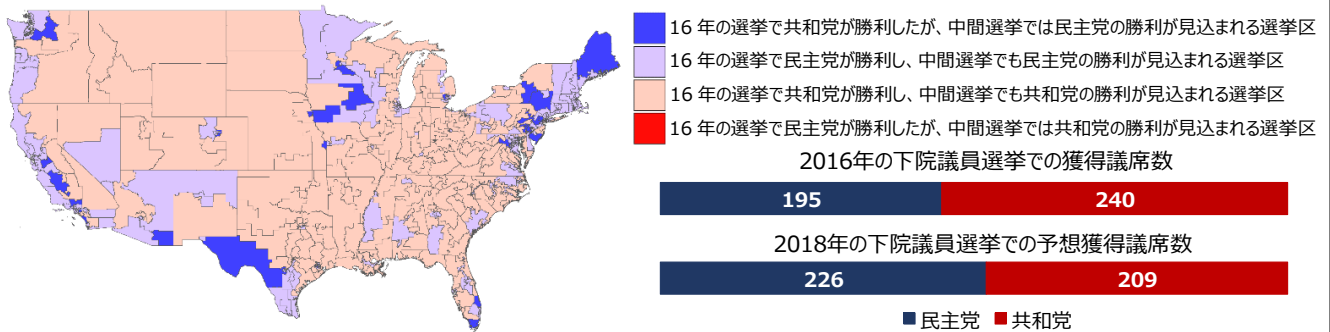 16 年の選挙で共和党が勝利したが、中間選挙では民主党の勝利が見込まれる選挙区
16 年の選挙で民主党が勝利し、中間選挙でも民主党の勝利が見込まれる選挙区
16 年の選挙で共和党が勝利し、中間選挙でも共和党の勝利が見込まれる選挙区
16 年の選挙で民主党が勝利したが、中間選挙では共和党の勝利が見込まれる選挙区
2016年の下院議員選挙での獲得議席数
195 240
2018年の下院議員選挙での予想獲得議席数
226 209
民主党 共和党